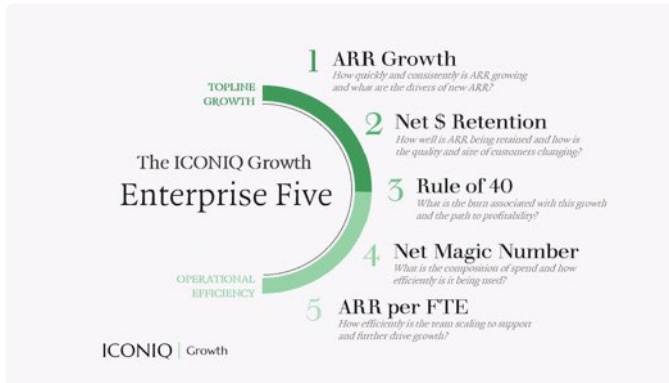 1 ARR Growth
How quickly and consistently is ARR growing
and what are the drivers of new ARR?
TOPLINE
GROWTH
2 Net $ Retention
How well is ARR being retained and how is
the quality and size of customers changing?
The ICONIQ Growth
Enterprise Five
3 Rule of 40
What is the burn associated with this growth
and the path to profitability?
4 Net Magic Number
What is the composition of spend and how
efficiently is it being used?
OPERATIONAL
EFFICIENCY
5 ARR per FTE
How efficiently is the team scaling to support
and further drive growth?
ICONIQ | Growth